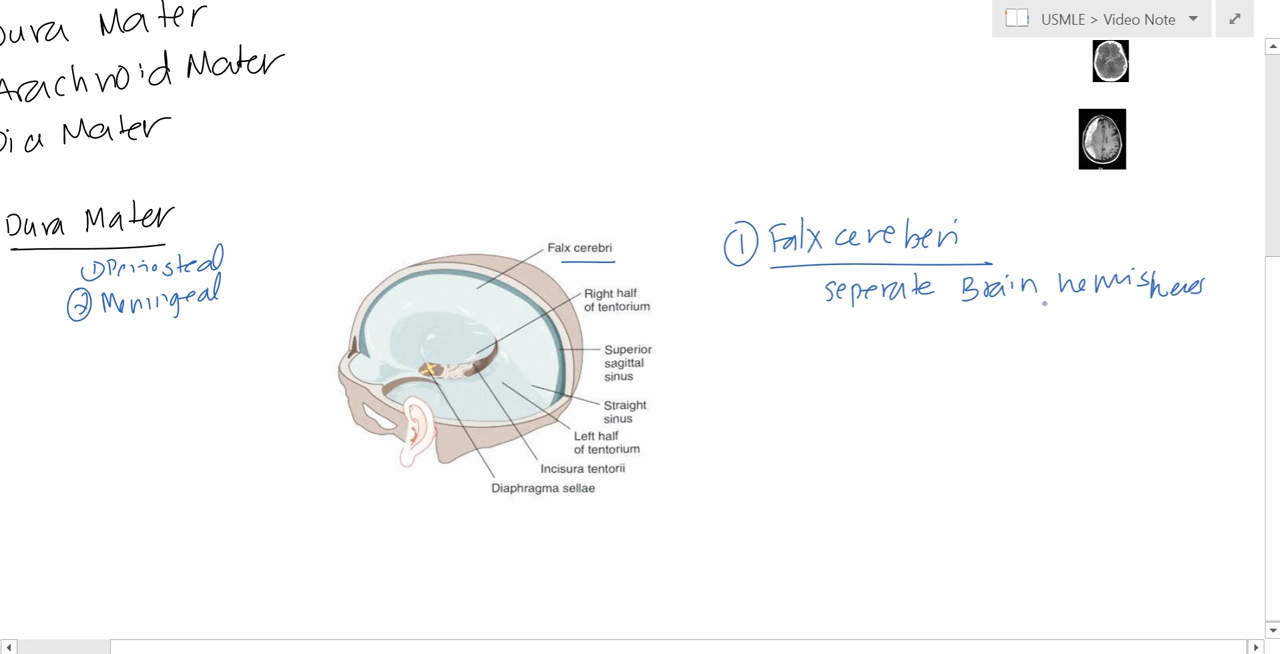 Dura Mater
USMLE > Video Note
Arachnoid Mater
Pia Mater
Dura Mater
① Periosteal
② Meningeal
Falx cerebri
Right half
of tentorium
Superior
sagittal
sinus
Straight
sinus
Left half
of tentorium
Incisura tentorii
Diaphragma sellae
① Falx cereberi
seperate Brain hemisheres